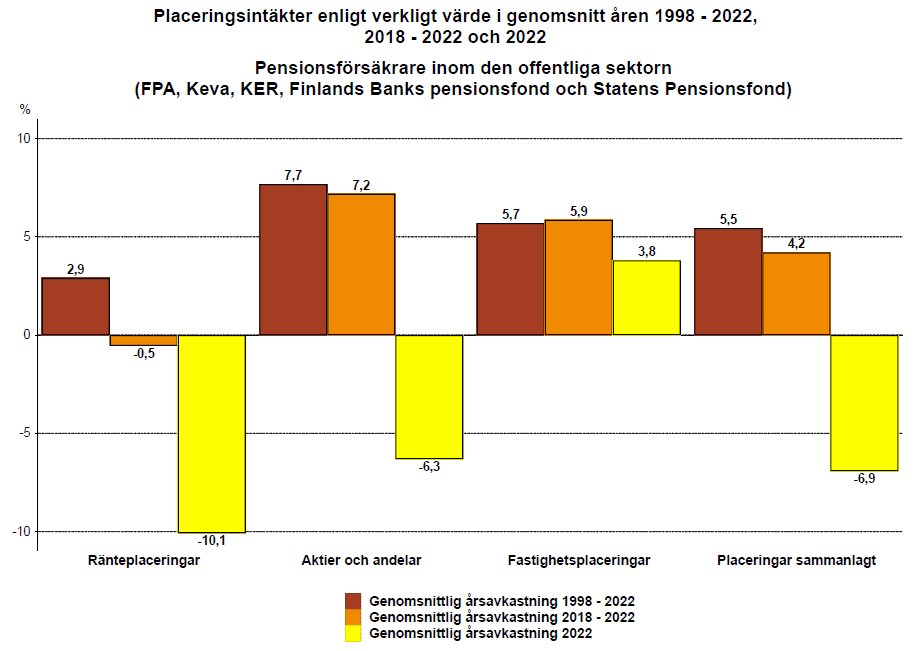 Placeringsintäkter enligt verkligt värde i genomsnitt åren 1998 - 2022,
2018 - 2022 och 2022
Pensionsförsäkrare inom den offentliga sektorn
(FPA, Keva, KER, Finlands Banks pensionsfond och Statens Pensionsfond)
%
10
5
0
-5
-10
2,9
-0,5
-10,1
7,7
7,2
-6,3
5,7
5,9
3,8
5,5
4,2
-6,9
Ränteplaceringar
Aktier och andelar
Fastighetsplaceringar
Placeringar sammanlagt
Genomsnittlig årsavkastning 1998 - 2022
Genomsnittlig årsavkastning 2018 - 2022
Genomsnittlig årsavkastning 2022